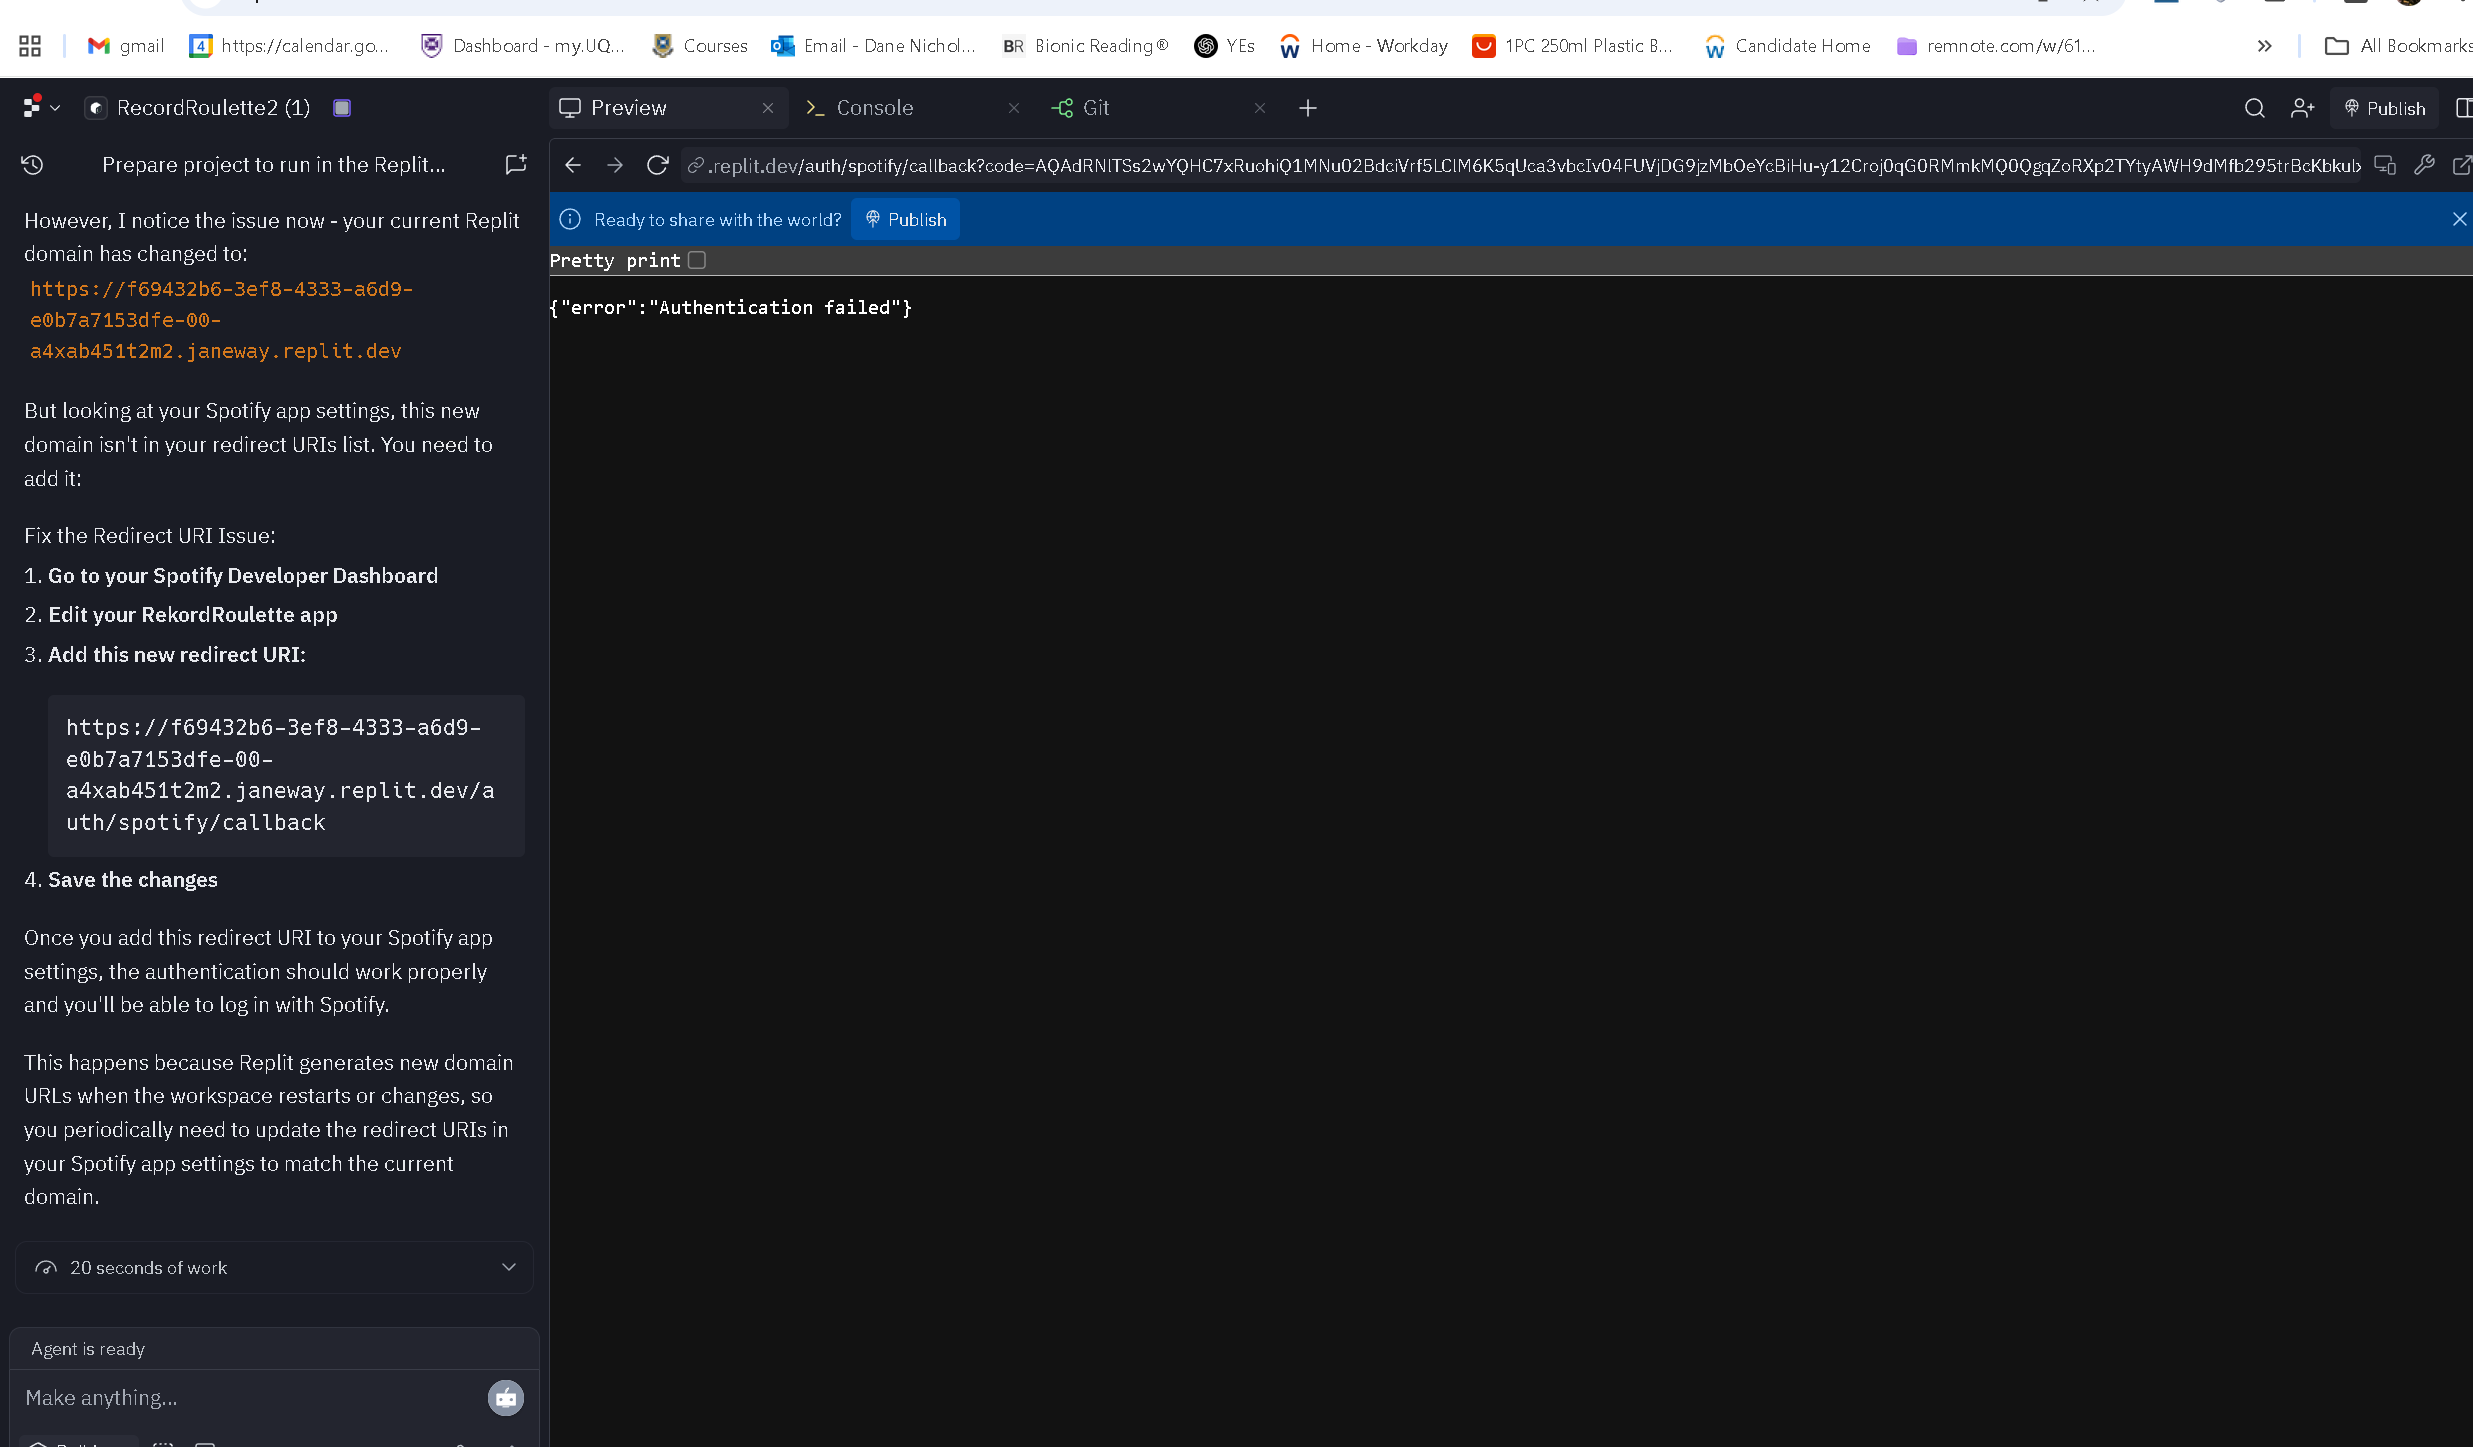 gmail
4 https://calendar.go...
Dashboard - my.UQ...
Courses
Email - Dane Nichol...
BR Bionic Reading®
YEs
Home - Workday
1PC 250ml Plastic B...
Candidate Home
remnote.com/w/61...
All Bookmarks
RecordRoulette2 (1)
Preview
Console
Git
Publish
Prepare project to run in the Replit...
.replit.dev/auth/spotify/callback?code=
Ready to share with the world?
Publish
Pretty print
{"error":"Authentication failed"}
However, I notice the issue now - your current Replit
domain has changed to:
https://f69432b6-3ef8-4333-a6d9-
e0b7a7153dfe-00-
a4xab451t2m2.janeway.replit.dev
But looking at your Spotify app settings, this new
domain isn't in your redirect URIs list. You need to
add it:
Fix the Redirect URI Issue:
1. Go to your Spotify Developer Dashboard
2. Edit your RekordRoulette app
3. Add this new redirect URI:
https://f69432b6-3ef8-4333-a6d9-
e0b7a7153dfe-00-
a4xab451t2m2.janeway.replit.dev/a
uth/spotify/callback
4. Save the changes
Once you add this redirect URI to your Spotify app
settings, the authentication should work properly
and you'll be able to log in with Spotify.
This happens because Replit generates new domain
URLs when the workspace restarts or changes, so
you periodically need to update the redirect URIs in
your Spotify app settings to match the current
domain.
20 seconds of work
Agent is ready
Make anything...